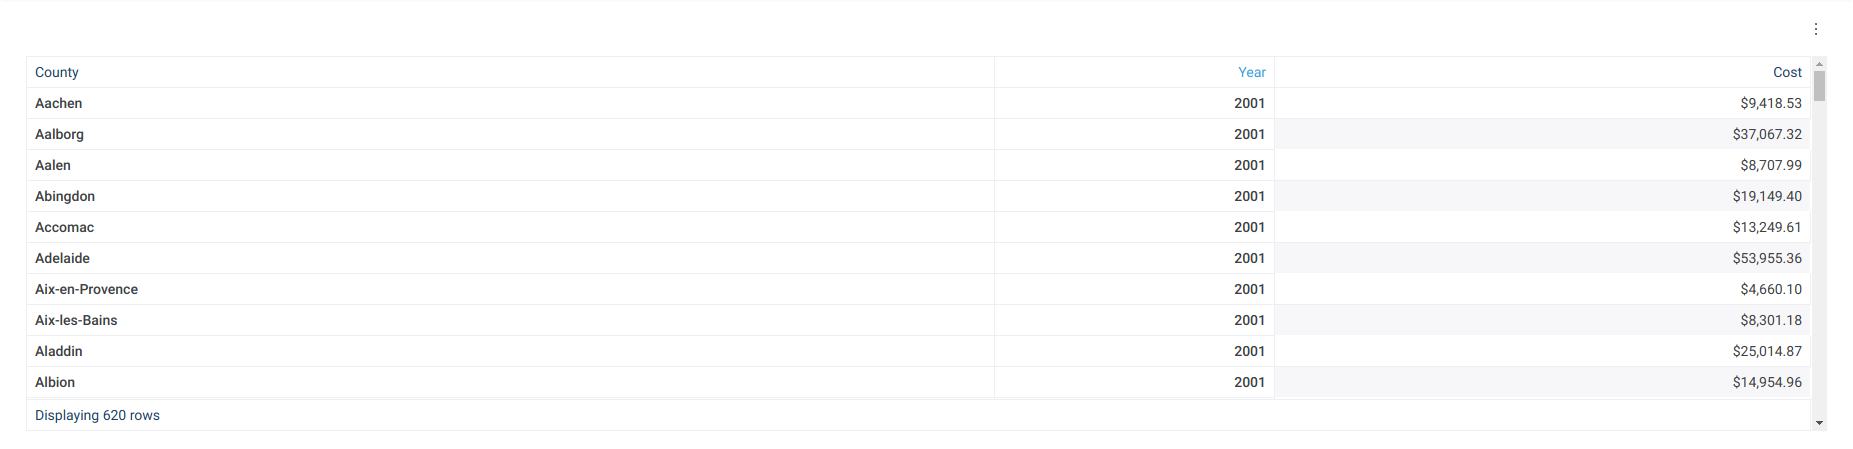 County Year Cost
Aachen 2001 $9,418.53
Aalborg 2001 $37,067.32
Aalen 2001 $8,707.99
Abingdon 2001 $19,149.40
Accomac 2001 $13,249.61
Adelaide 2001 $53,955.36
Aix-en-Provence 2001 $4,660.10
Aix-les-Bains 2001 $8,301.18
Aladdin 2001 $25,014.87
Albion 2001 $14,954.96
Displaying 620 rows